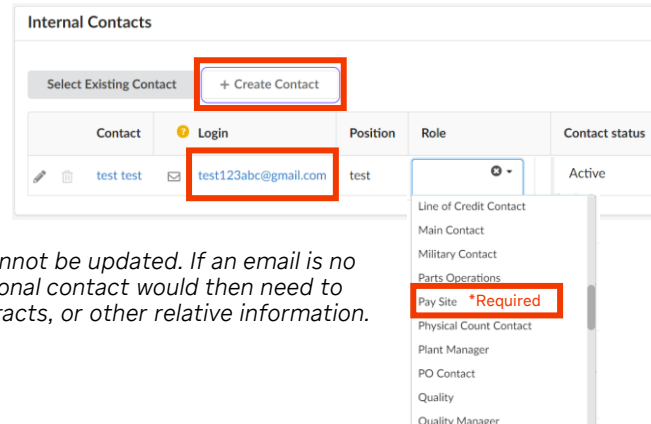 Internal Contacts
Select Existing Contact
+ Create Contact
Contact ? Login Position Role Contact status
test test test123abc@gmail.com test Active
Line of Credit Contact
Main Contact
Military Contact
Parts Operations
Pay Site *Required
Physical Count Contact
Plant Manager
PO Contact
Quality
Quality Manager
nnot be updated. If an email is no
onal contact would then need to
racts, or other relative information.